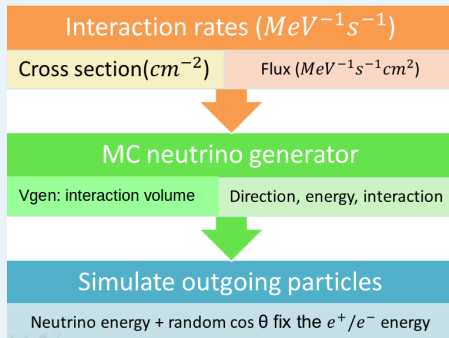 Interaction rates (MeV⁻¹s⁻¹)
Cross section(cm⁻²) Flux (MeV⁻¹s⁻¹cm²)
MC neutrino generator
Vgen: interaction volume Direction, energy, interaction
Simulate outgoing particles
Neutrino energy + random cos θ fix the e⁺/e⁻ energy